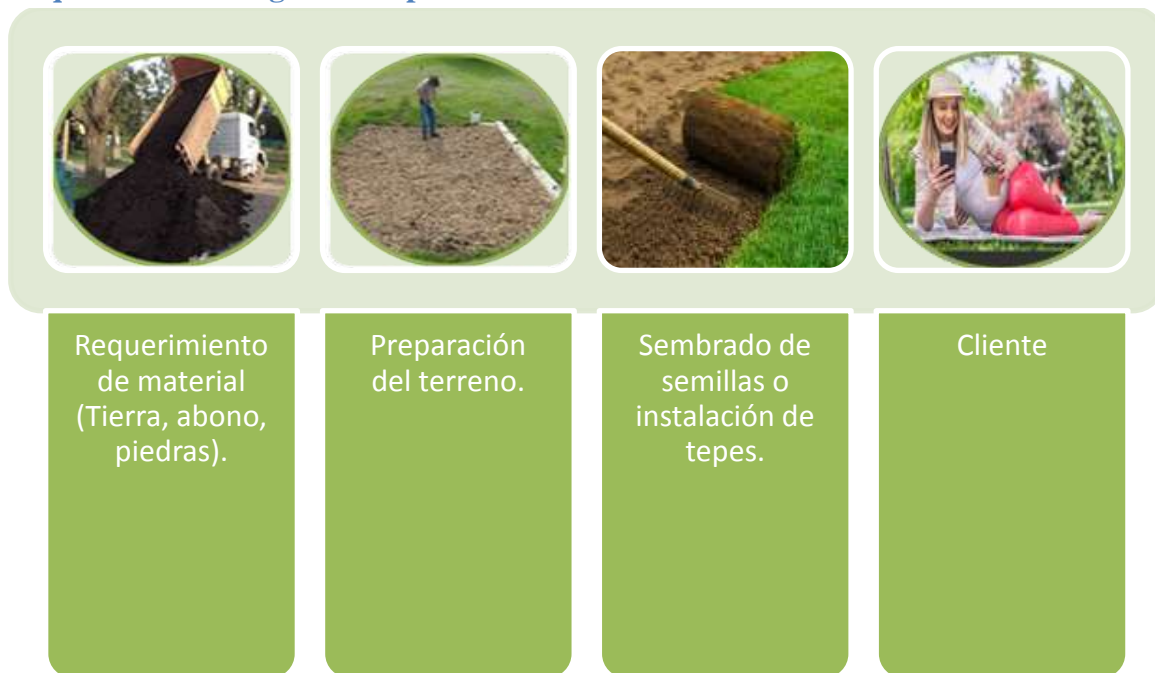 Requerimiento
de material
(Tierra, abono,
piedras).
Preparación
del terreno.
Sembrado de
semillas o
instalación de
tepes.
Cliente